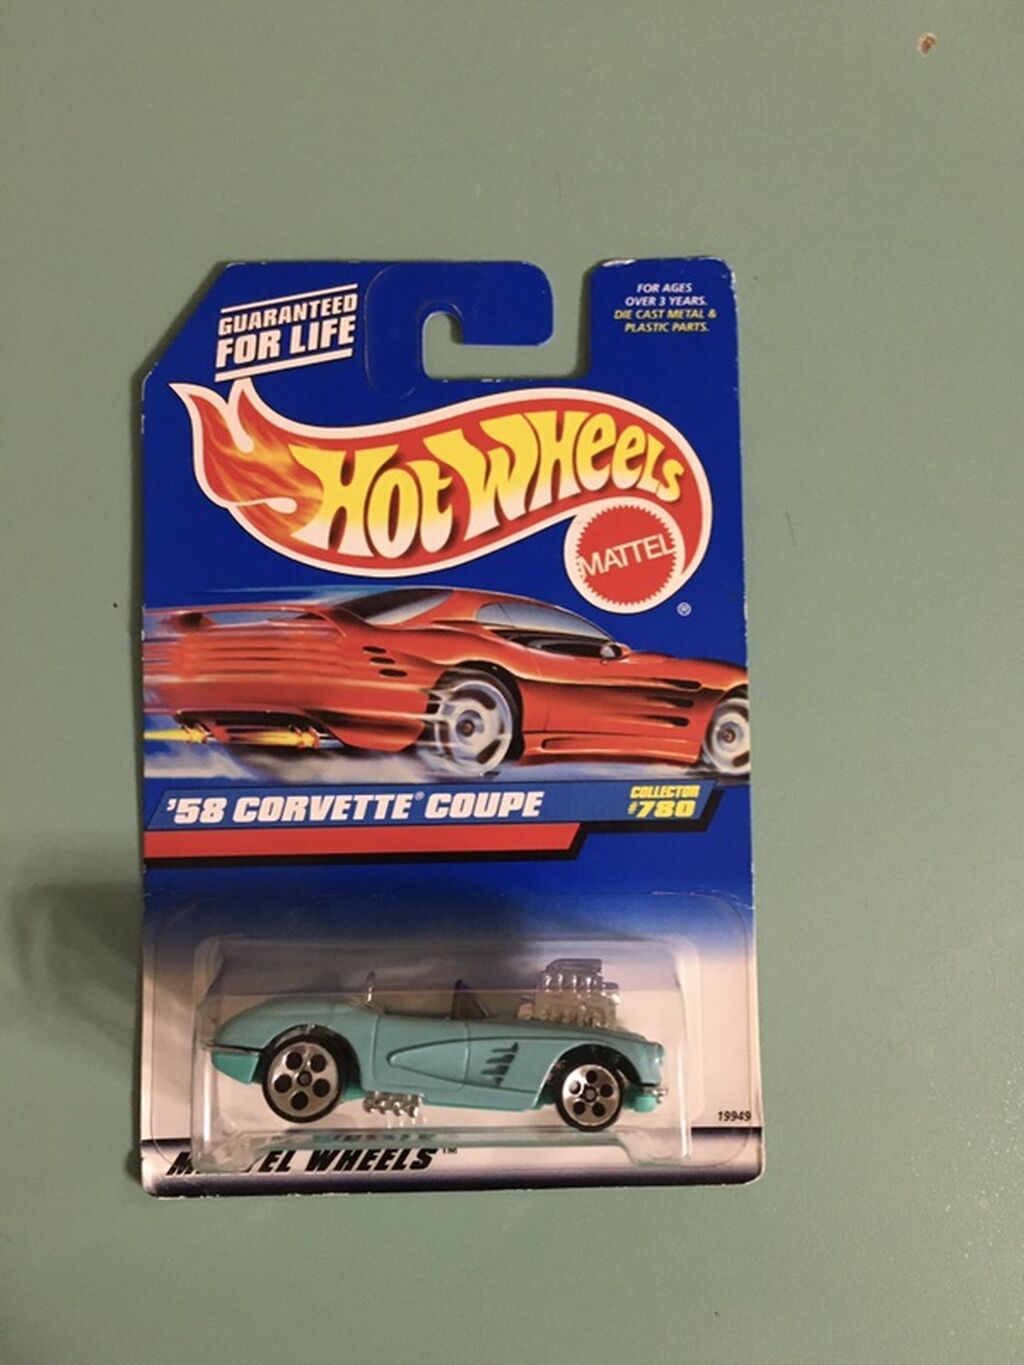 GUARANTEED
FOR LIFE
FOR AGES
OVER 3 YEARS.
DIE CAST METAL &
PLASTIC PARTS.
HOT WHEELS
MATTEL
®
'58 CORVETTE® COUPE
COLLECTOR
#780
19949
WHEELS™